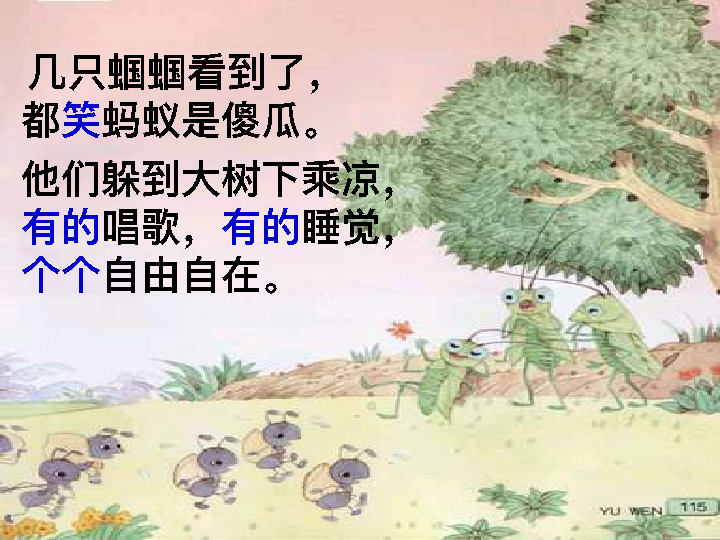 几只蝈蝈看到了，
都笑蚂蚁是傻瓜。
他们躲到大树下乘凉，
有的唱歌，有的睡觉，
个个自由自在。
YU WEN 115